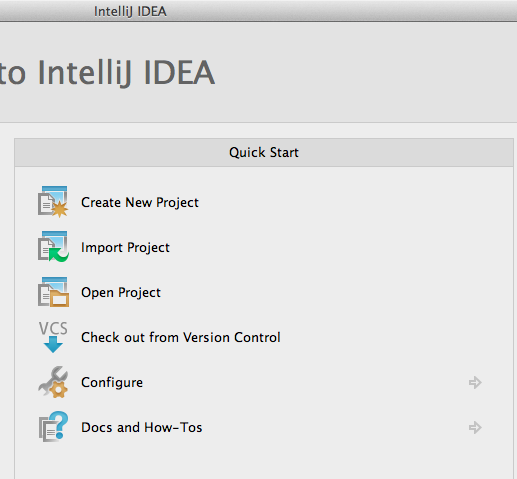 IntelliJ IDEA
to IntelliJ IDEA
Quick Start
Create New Project
Import Project
Open Project
VCS
Check out from Version Control
Configure
Docs and How-Tos